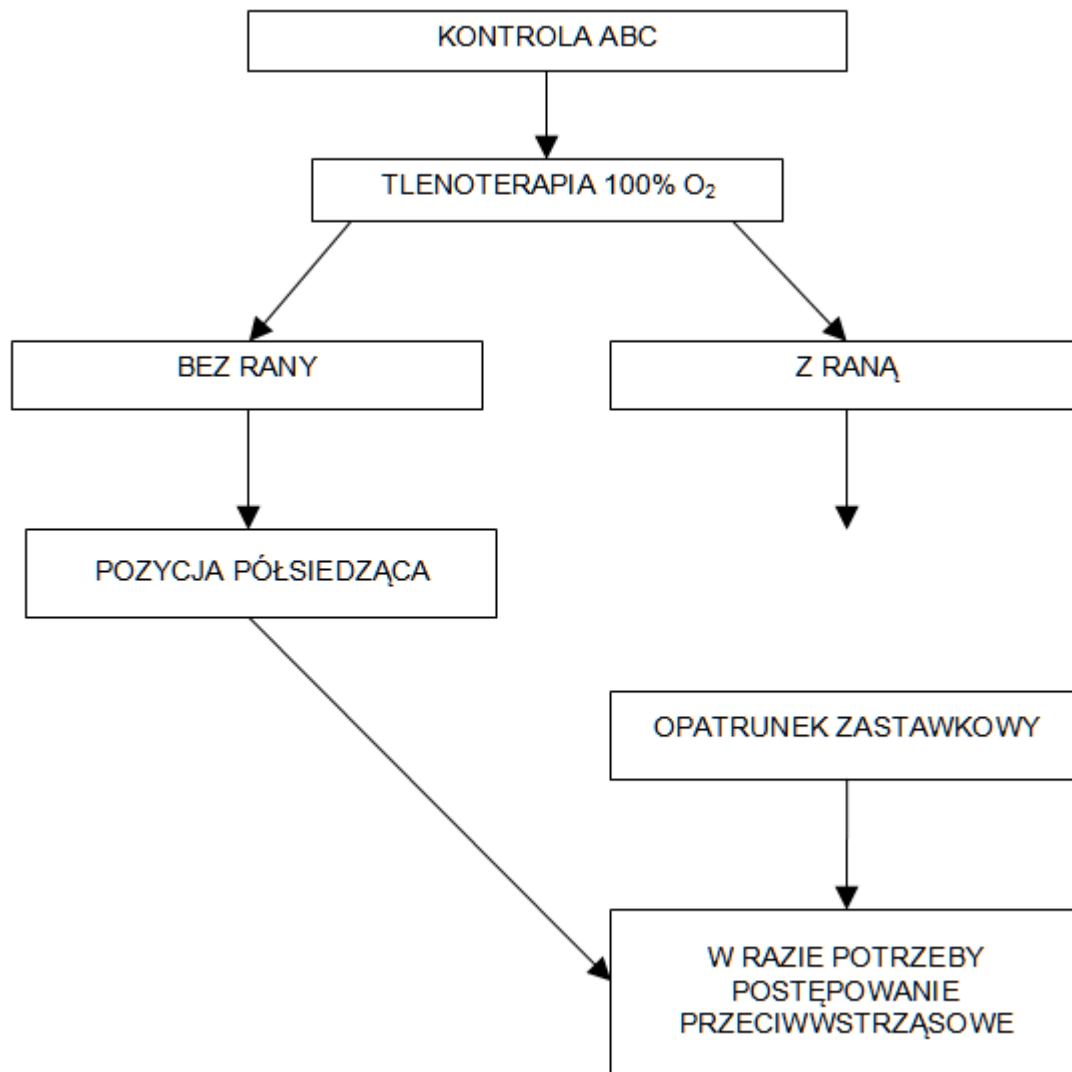 KONTROLA ABC
TLENOTERAPIA 100% O₂
BEZ RANY
Z RANĄ
POZYCJA PÓŁSIEDZĄCA
OPATRUNEK ZASTAWKOWY
W RAZIE POTRZEBY
POSTĘPOWANIE
PRZECIWWSTRZĄSOWE